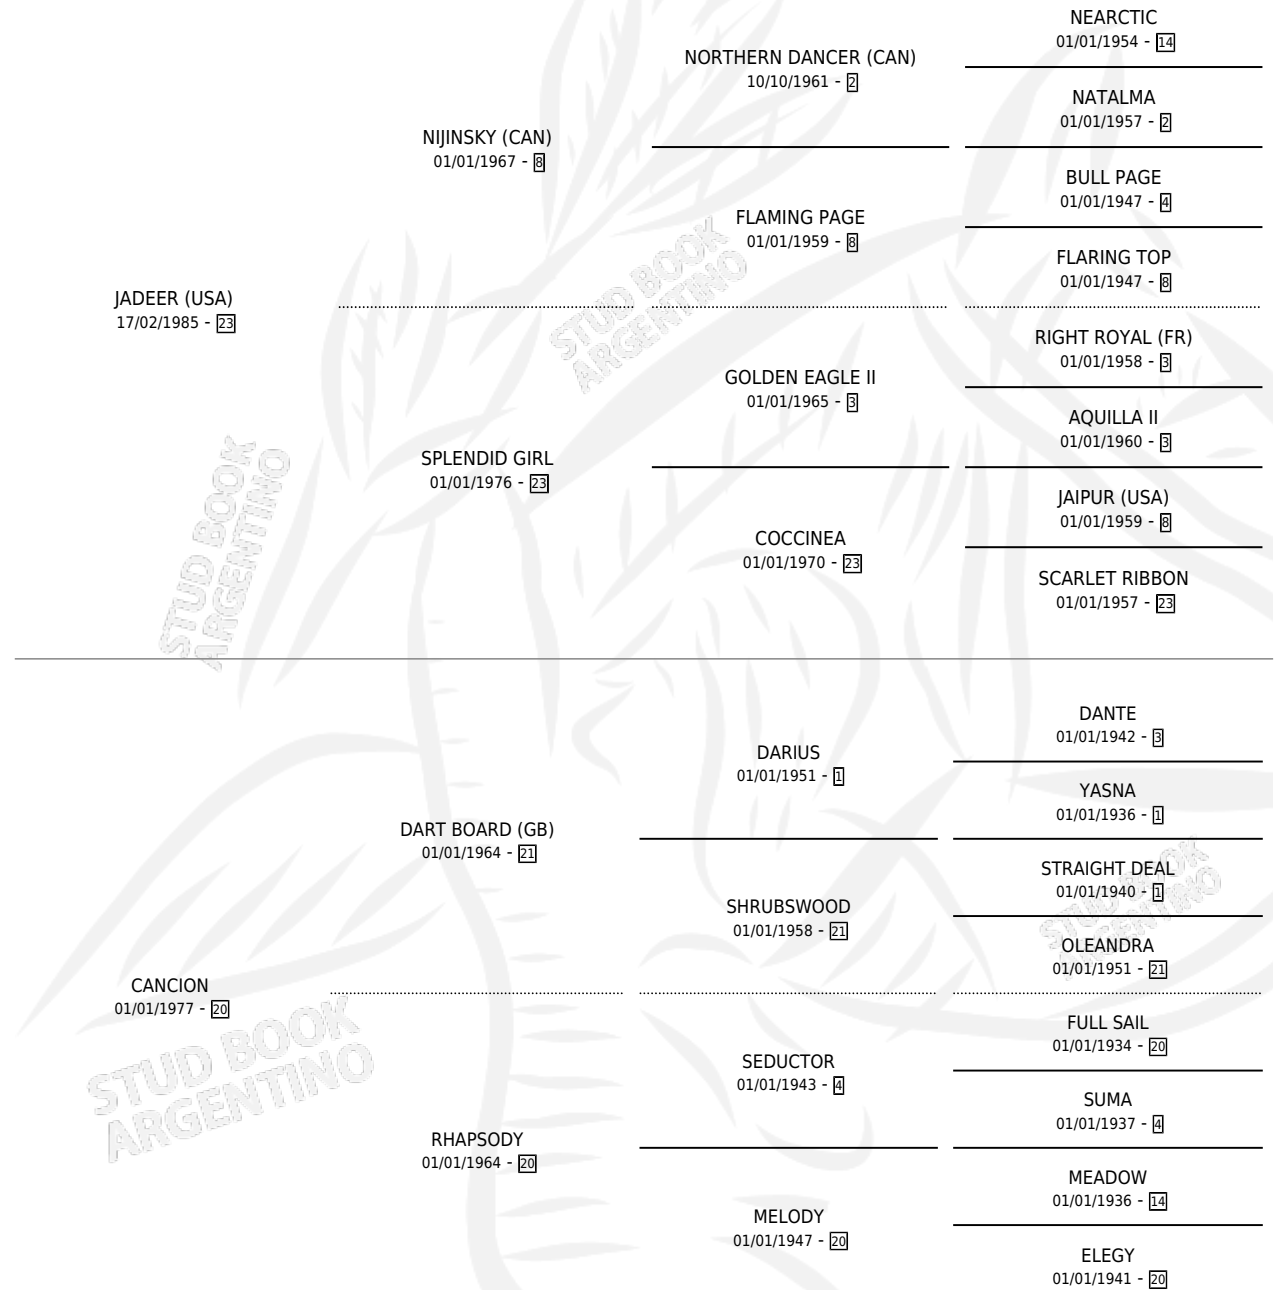 NEARCTIC
01/01/1954 - 14
NORTHERN DANCER (CAN)
10/10/1961 - 2
NATALMA
01/01/1957 - 2
NIJINSKY (CAN)
01/01/1967 - 8
BULL PAGE
01/01/1947 - 4
FLAMING PAGE
01/01/1959 - 8
FLARING TOP
01/01/1947 - 8
JADEER (USA)
17/02/1985 - 23
RIGHT ROYAL (FR)
01/01/1958 - 3
GOLDEN EAGLE II
01/01/1965 - 3
AQUILLA II
01/01/1960 - 3
SPLENDID GIRL
01/01/1976 - 23
JAIPUR (USA)
01/01/1959 - 8
COCCINEA
01/01/1970 - 23
SCARLET RIBBON
01/01/1957 - 23
STUD BOOK
ARGENTINO
STUD BOOK
ARGENTINO
DANTE
01/01/1942 - 3
DARIUS
01/01/1951 - 1
YASNA
01/01/1936 - 1
DART BOARD (GB)
01/01/1964 - 21
STRAIGHT DEAL
01/01/1940 - 1
SHRUBSWOOD
01/01/1958 - 21
OLEANDRA
01/01/1951 - 21
CANCION
01/01/1977 - 20
FULL SAIL
01/01/1934 - 20
SEDUCTOR
01/01/1943 - 4
SUMA
01/01/1937 - 4
RHAPSODY
01/01/1964 - 20
MEADOW
01/01/1936 - 14
MELODY
01/01/1947 - 20
ELEGY
01/01/1941 - 20
STUD BOOK
ARGENTINO
STUD BOOK
ARGENTINO